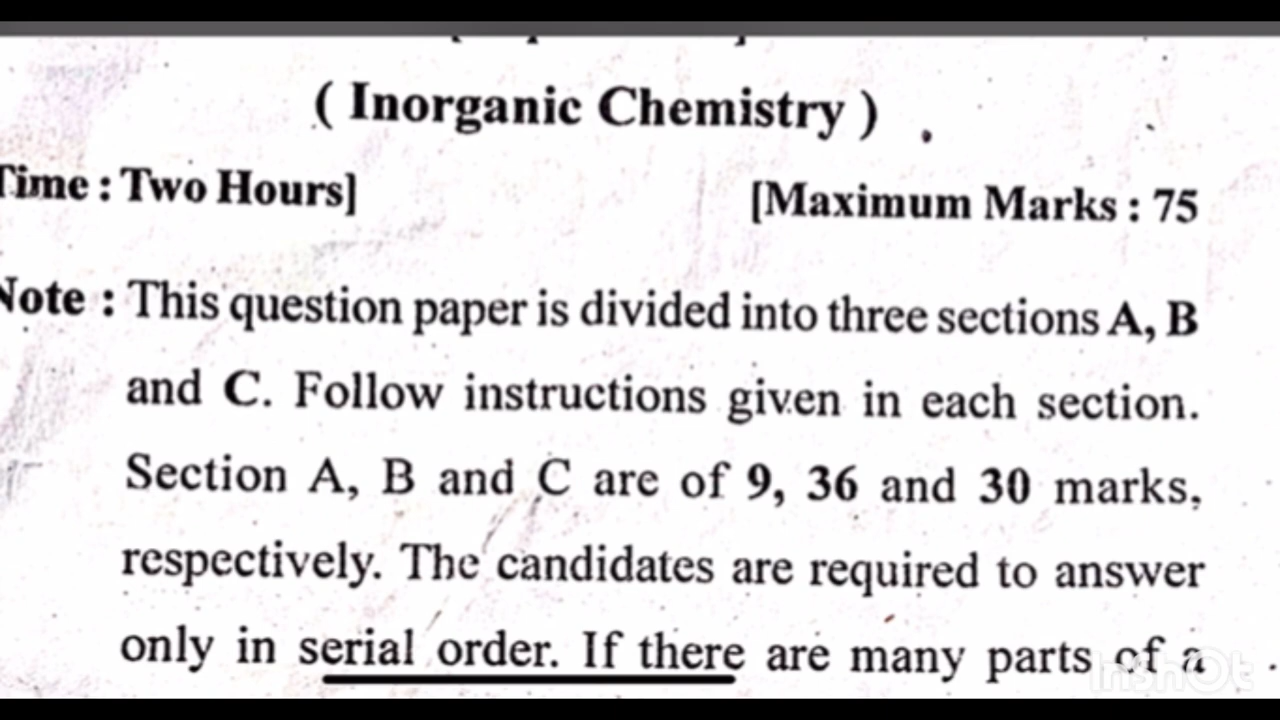 ( Inorganic Chemistry )
Time : Two Hours] [Maximum Marks : 75
Note : This question paper is divided into three sections A, B
and C. Follow instructions given in each section.
Section A, B and C are of 9, 36 and 30 marks,
respectively. The candidates are required to answer
only in serial order. If there are many parts of a
InShOt